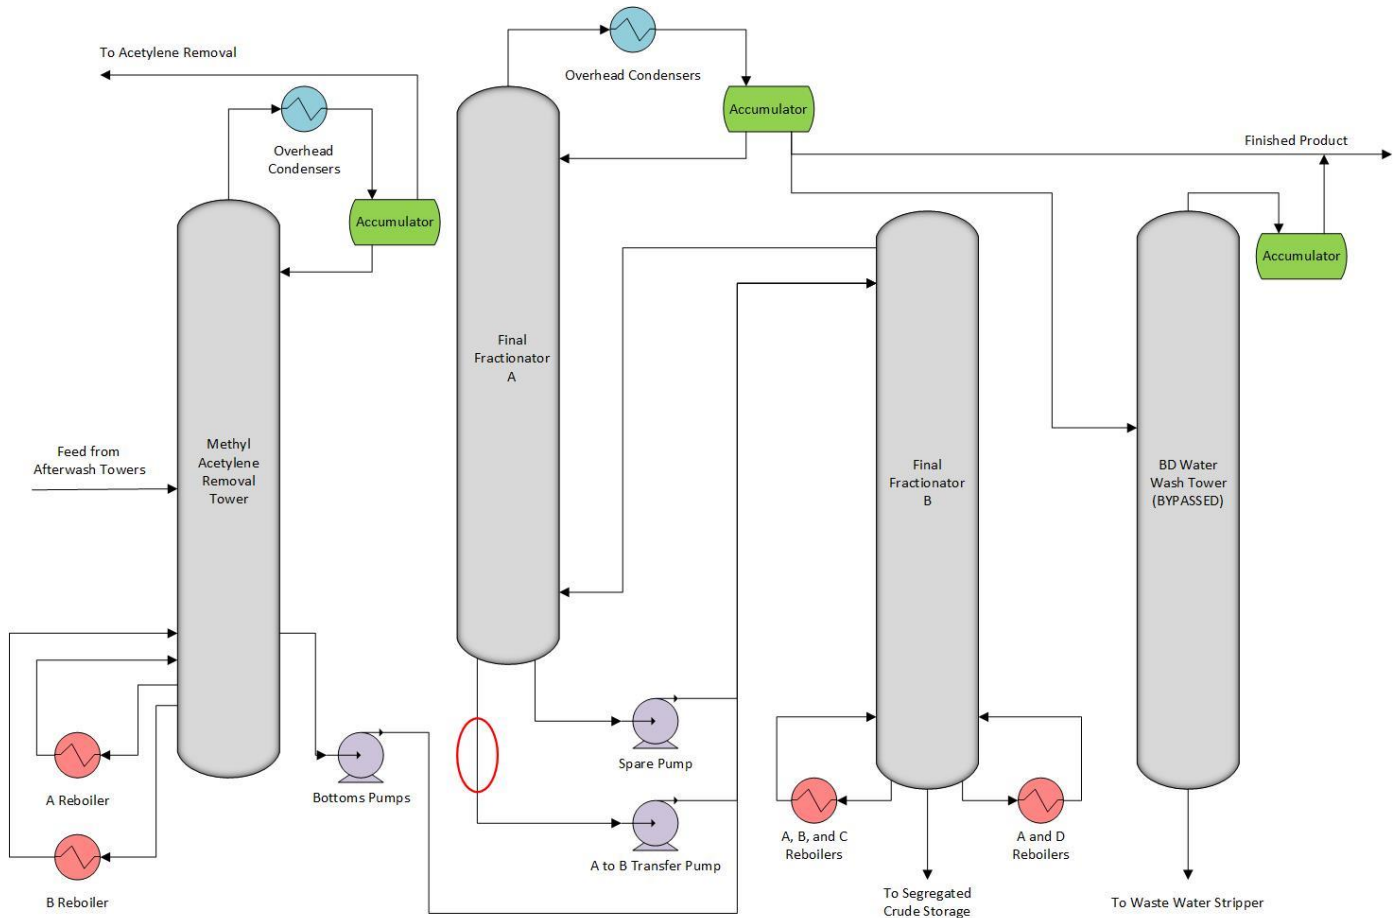 To Acetylene Removal
Overhead Condensers
Accumulator
Finished Product
Overhead
Condensers
Accumulator
Accumulator
Final
Fractionator
A
Feed from
Afterwash Towers
Methyl
Acetylene
Removal
Tower
Final
Fractionator
B
BD Water
Wash Tower
(BYPASSED)
A Reboiler
Bottoms Pumps
Spare Pump
A, B, and C
Reboilers
A and D
Reboilers
A to B Transfer Pump
B Reboiler
To Segregated
Crude Storage
To Waste Water Stripper